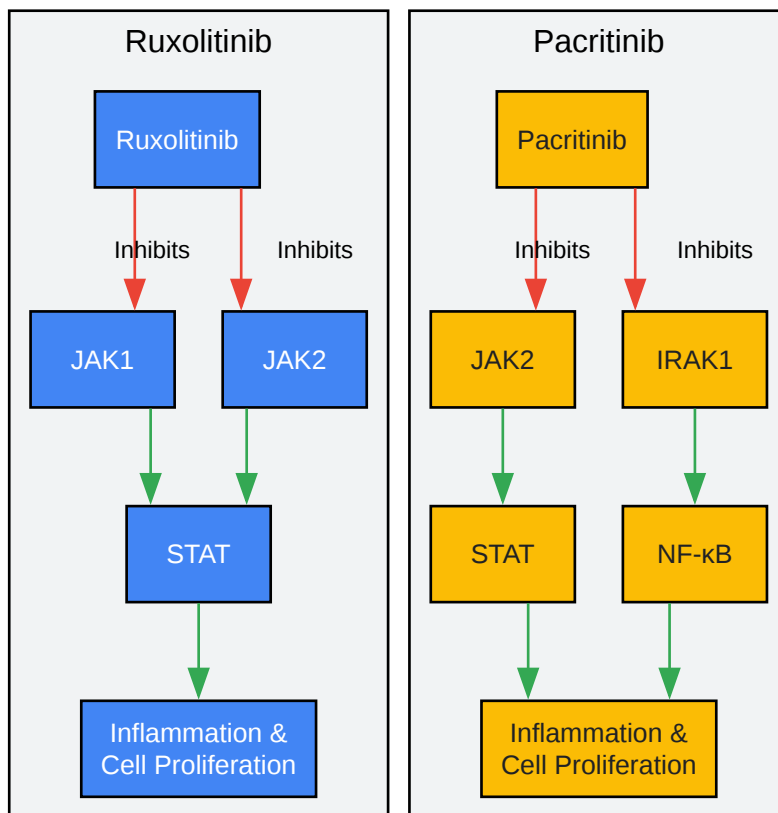 Ruxolitinib
Ruxolitinib
Inhibits
Inhibits
JAK1
JAK2
STAT
Inflammation &
Cell Proliferation
Pacritinib
Pacritinib
Inhibits
Inhibits
JAK2
IRAK1
STAT
NF-κB
Inflammation &
Cell Proliferation